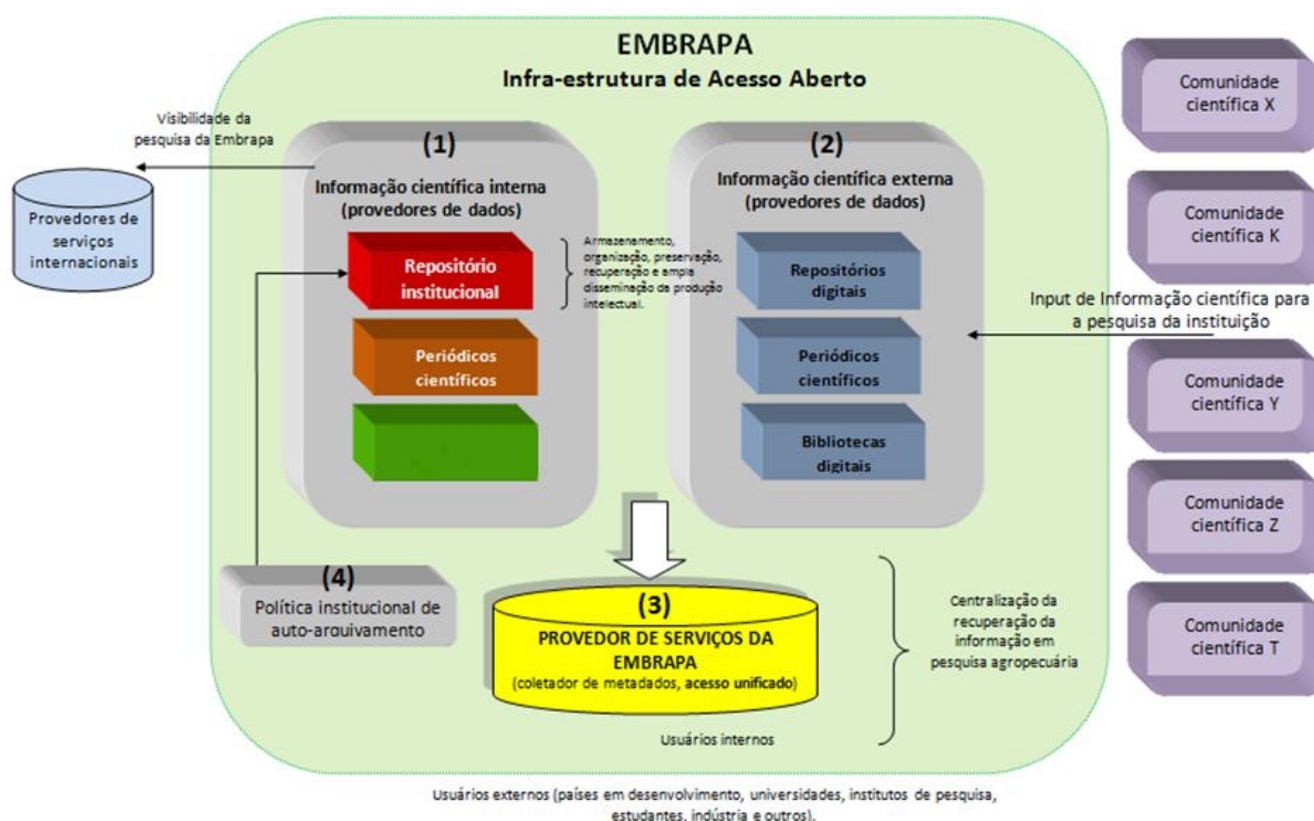 EMBRAPA
Infra-estrutura de Acesso Aberto
Visibilidade da
pesquisa da Embrapa
Provedores de
serviços
internacionais
(1)
Informação científica interna
(provedores de dados)
Repositório
institucional
Armazenamento,
organização, preservação,
recuperação e ampla
disseminação da produção
intelectual.
Periódicos
científicos
(2)
Informação científica externa
(provedores de dados)
Repositórios
digitais
Periódicos
científicos
Bibliotecas
digitais
Comunidade
científica X
Comunidade
científica K
Input de Informação científica para
a pesquisa da instituição
Comunidade
científica Y
Comunidade
científica Z
Comunidade
científica T
(4)
Política institucional de
auto-arquivamento
(3)
PROVEDOR DE SERVIÇOS DA
EMBRAPA
(coletador de metadados, acesso unificado)
Centralização da
recuperação da
informação em
pesquisa agropecuária
Usuários internos
Usuários externos (países em desenvolvimento, universidades, institutos de pesquisa,
estudantes, indústria e outros).